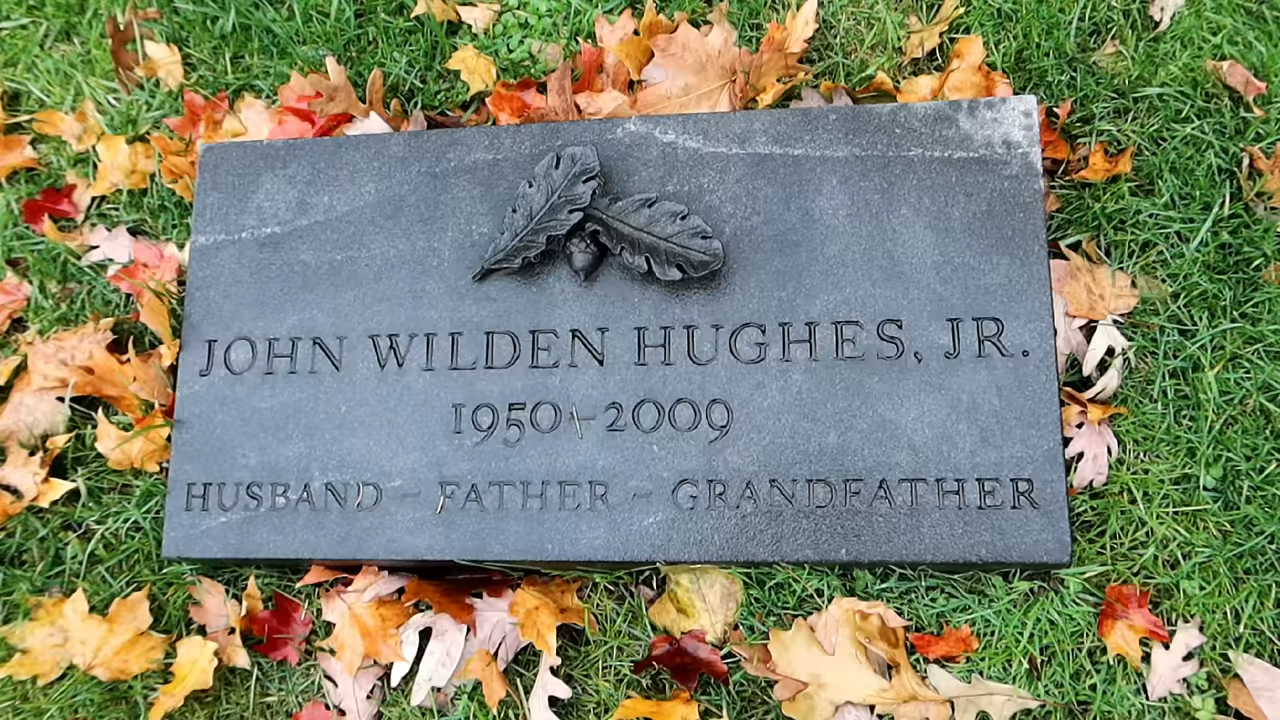 JOHN WILDEN HUGHES, JR.
1950-2009
HUSBAND - FATHER - GRANDFATHER